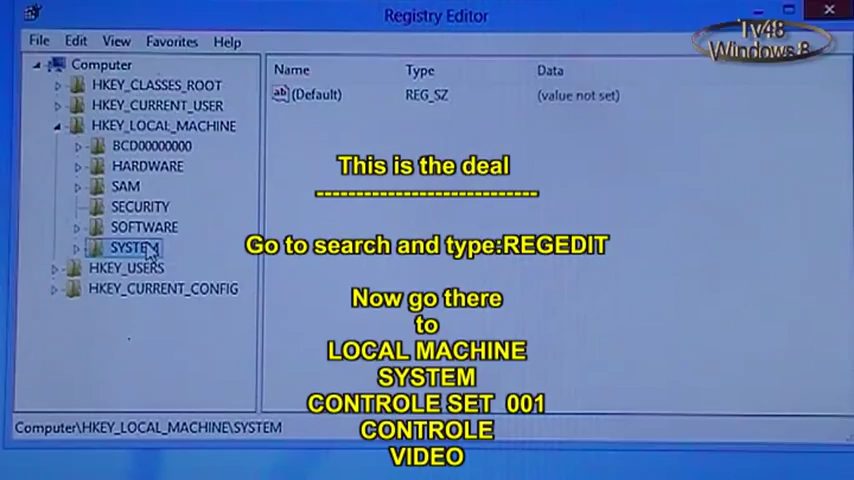 Registry Editor
Tv48
Windows 8
File Edit View Favorites Help
Computer
HKEY_CLASSES_ROOT
HKEY_CURRENT_USER
HKEY_LOCAL_MACHINE
BCD00000000
HARDWARE
SAM
SECURITY
SOFTWARE
SYSTEM
HKEY_USERS
HKEY_CURRENT_CONFIG
Name Type Data
ab (Default) REG_SZ (value not set)
This is the deal
----------------------------
Go to search and type:REGEDIT
Now go there
to
LOCAL MACHINE
SYSTEM
CONTROLE SET 001
CONTROLE
VIDEO
Computer\HKEY_LOCAL_MACHINE\SYSTEM